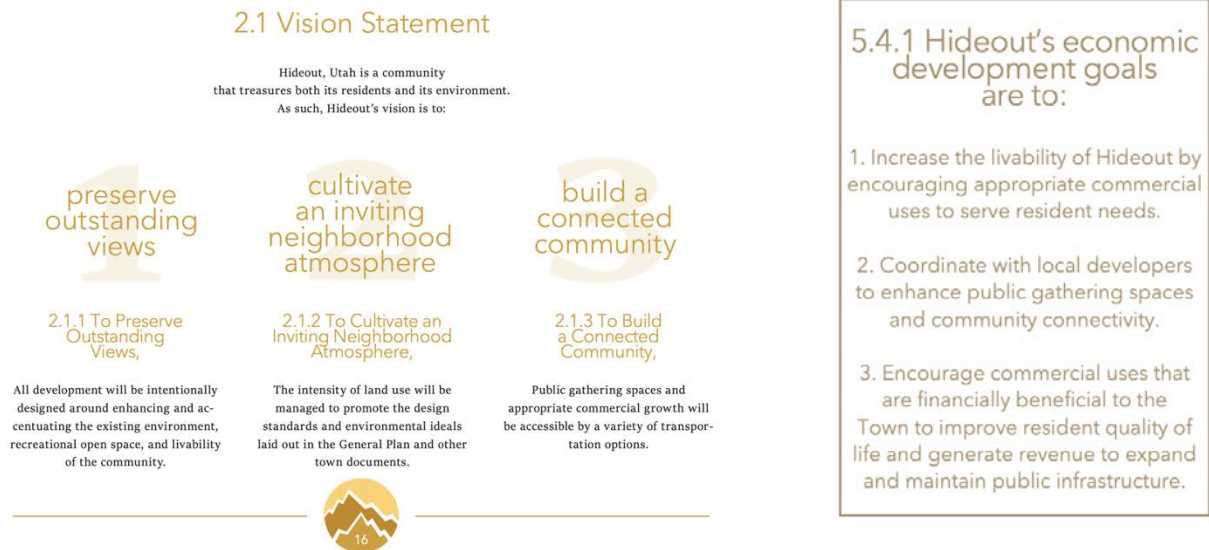 2.1 Vision Statement
Hideout, Utah is a community
that treasures both its residents and its environment.
As such, Hideout's vision is to:
1
preserve
outstanding
views
2
cultivate
an inviting
neighborhood
atmosphere
3
build a
connected
community
2.1.1 To Preserve
Outstanding
Views,
All development will be intentionally
designed around enhancing and ac-
centuating the existing environment,
recreational open space, and livability
of the community.
2.1.2 To Cultivate an
Inviting Neighborhood
Atmosphere,
The intensity of land use will be
managed to promote the design
standards and environmental ideals
laid out in the General Plan and other
town documents.
2.1.3 To Build
a Connected
Community,
Public gathering spaces and
appropriate commercial growth will
be accessible by a variety of transpor-
tation options.
16
5.4.1 Hideout's economic
development goals
are to:
1. Increase the livability of Hideout by
encouraging appropriate commercial
uses to serve resident needs.
2. Coordinate with local developers
to enhance public gathering spaces
and community connectivity.
3. Encourage commercial uses that
are financially beneficial to the
Town to improve resident quality of
life and generate revenue to expand
and maintain public infrastructure.